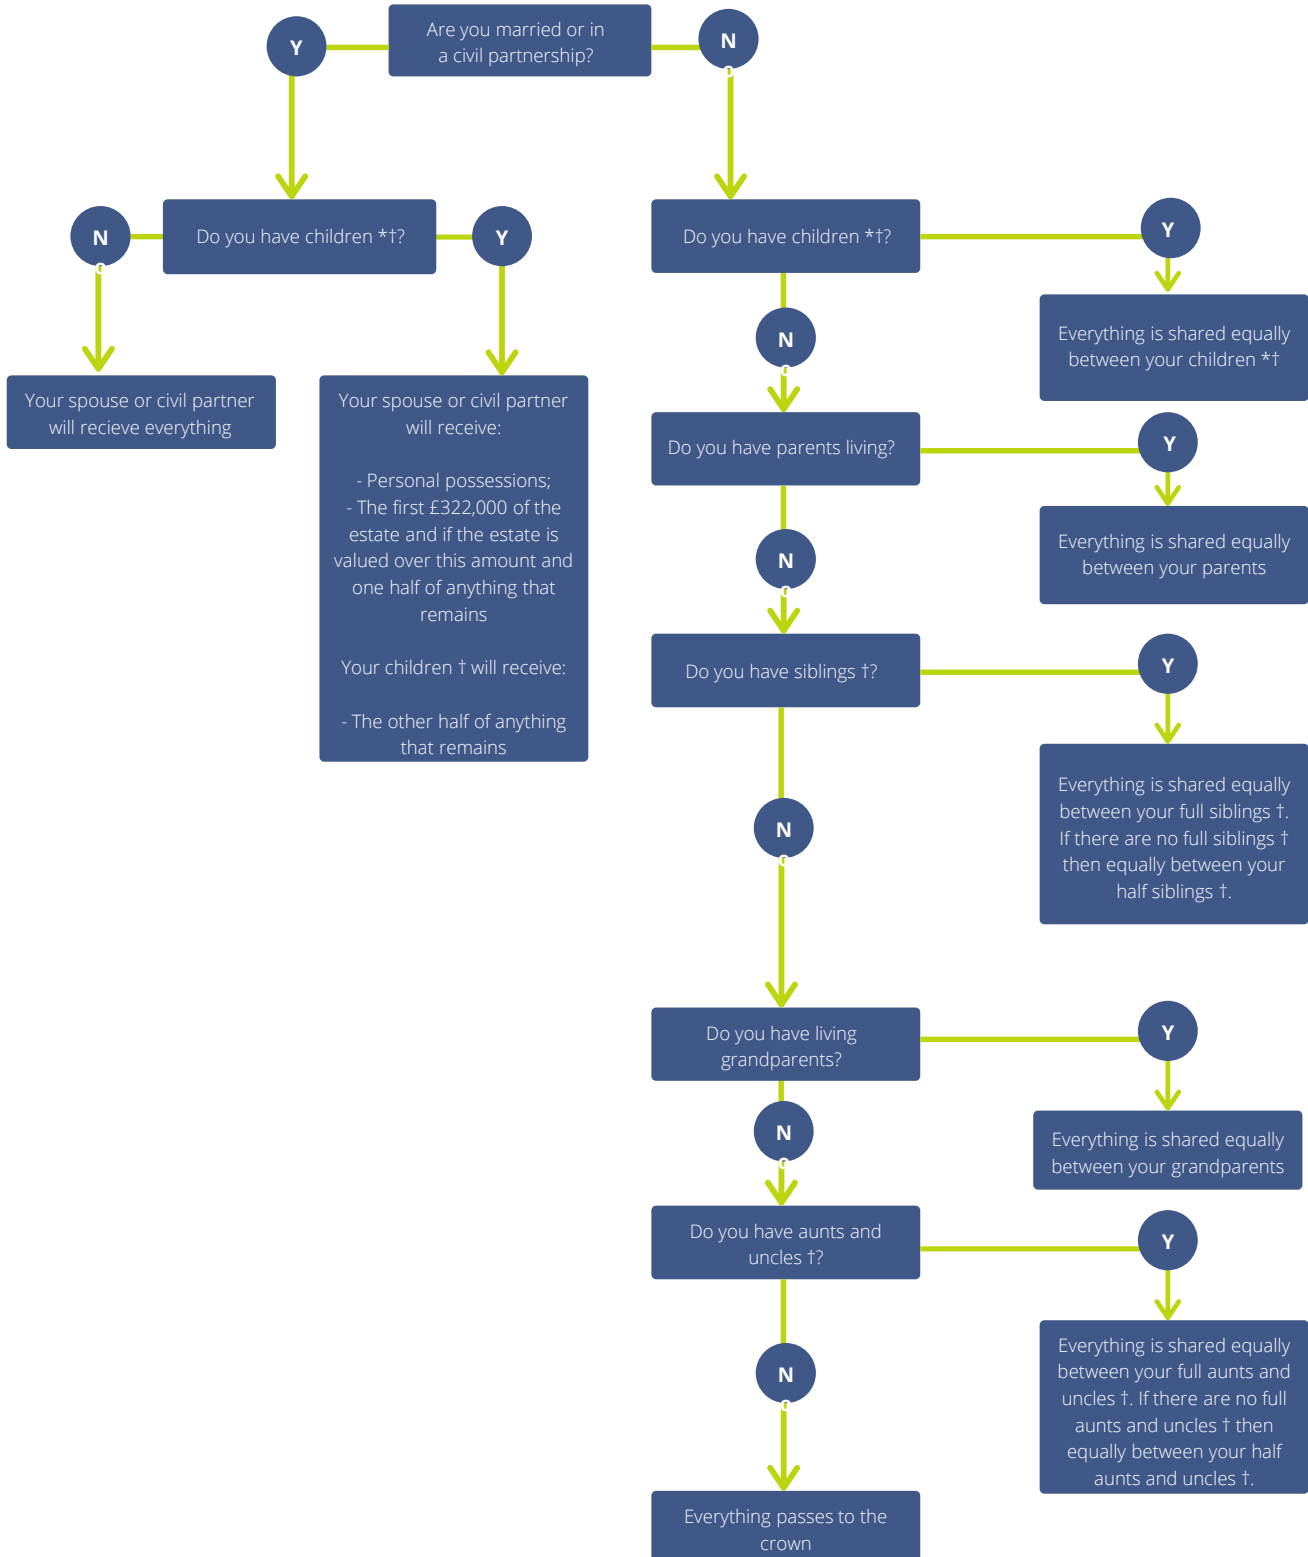 Are you married or in
a civil partnership?
Y
N
o
Do you have children *†?
N
o
Y
Do you have children *†?
Y
Your spouse or civil partner
will recieve everything
Your spouse or civil partner
will receive:
- Personal possessions;
- The first £322,000 of the
estate and if the estate is
valued over this amount and
one half of anything that
remains
Your children † will receive:
- The other half of anything
that remains
Everything is shared equally
between your children *†
N
o
Do you have parents living?
Y
Everything is shared equally
between your parents
N
o
Do you have siblings †?
Y
Everything is shared equally
between your full siblings †.
If there are no full siblings †
then equally between your
half siblings †.
N
o
Do you have living
grandparents?
Y
Everything is shared equally
between your grandparents
N
o
Do you have aunts and
uncles †?
Y
Everything is shared equally
between your full aunts and
uncles †. If there are no full
aunts and uncles † then
equally between your half
aunts and uncles †.
N
o
Everything passes to the
crown